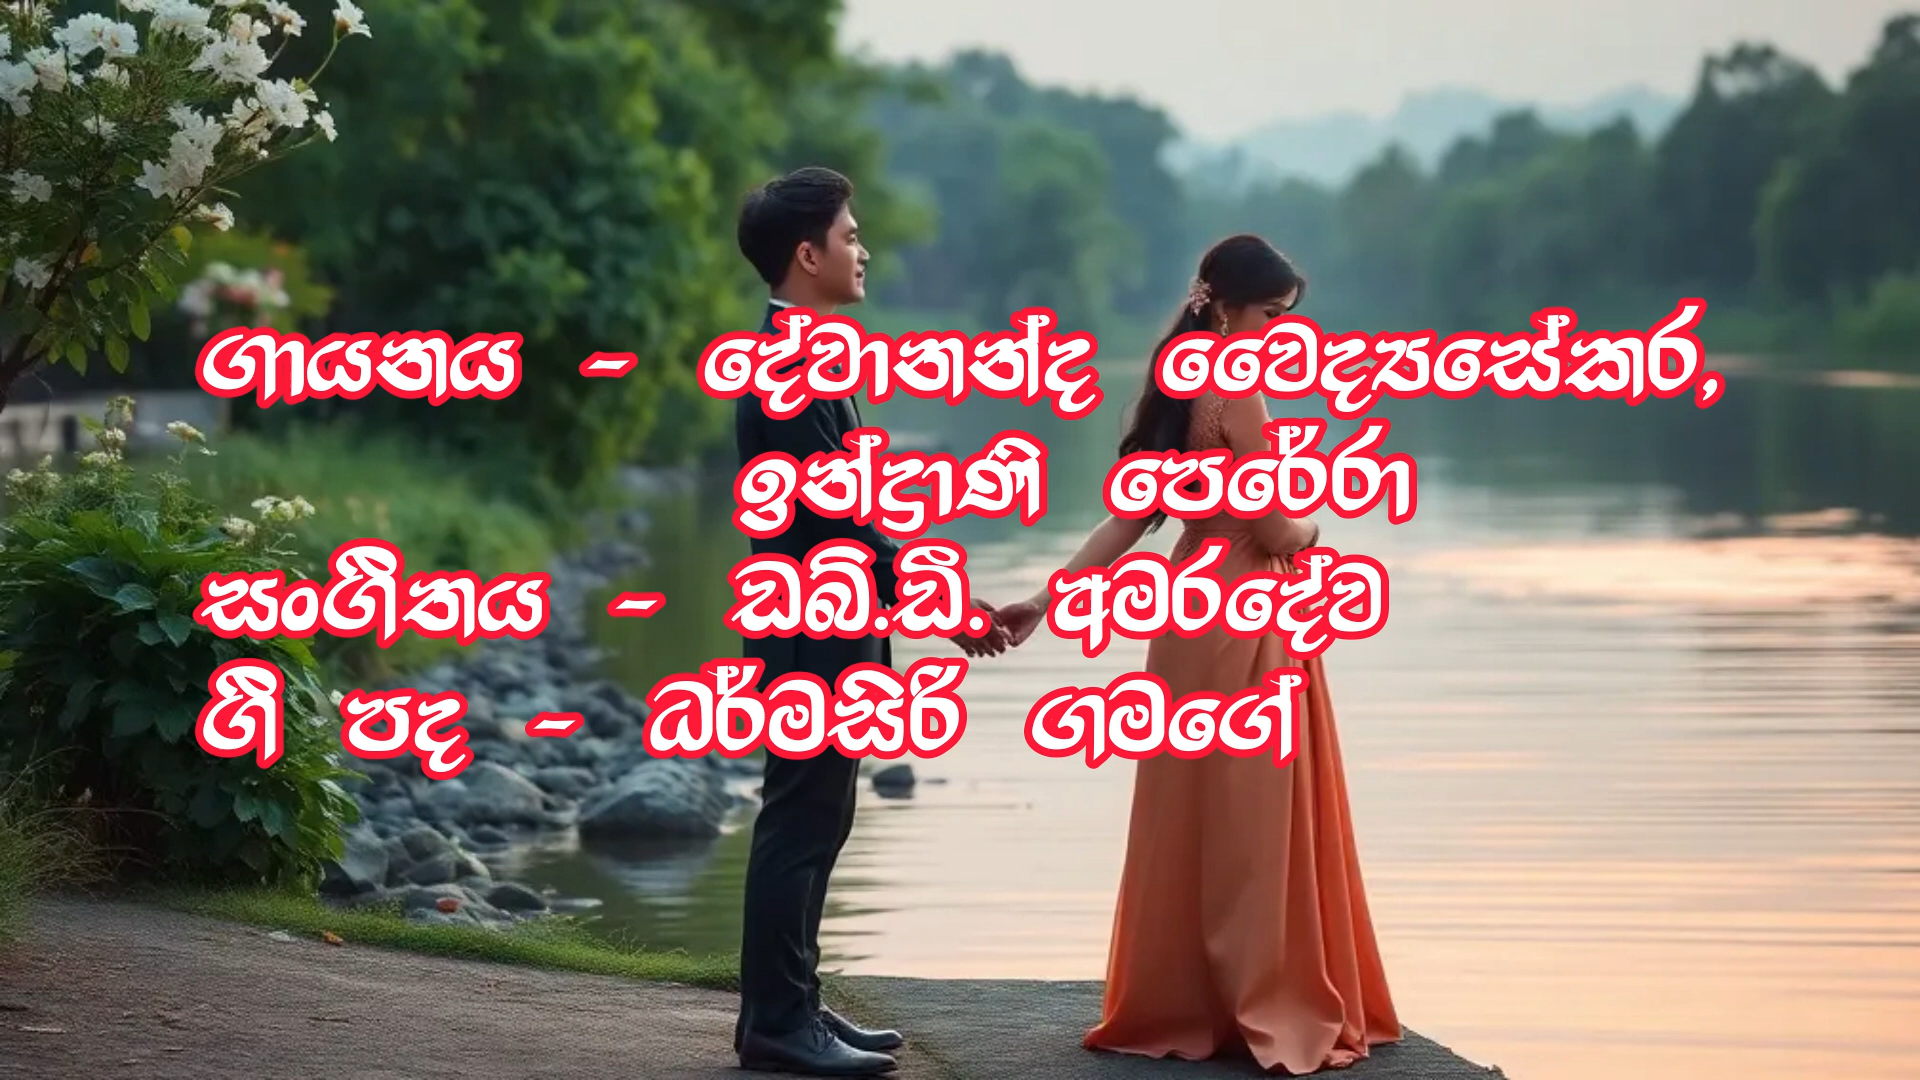 ගායනය - දේවානන්ද වෛද්‍යසේකර,
ඉන්ද්‍රාණි පෙරේරා
සංගීතය - ඩබ්.ඩී. අමරදේව
ගී පද - ධර්මසිරි ගමගේ